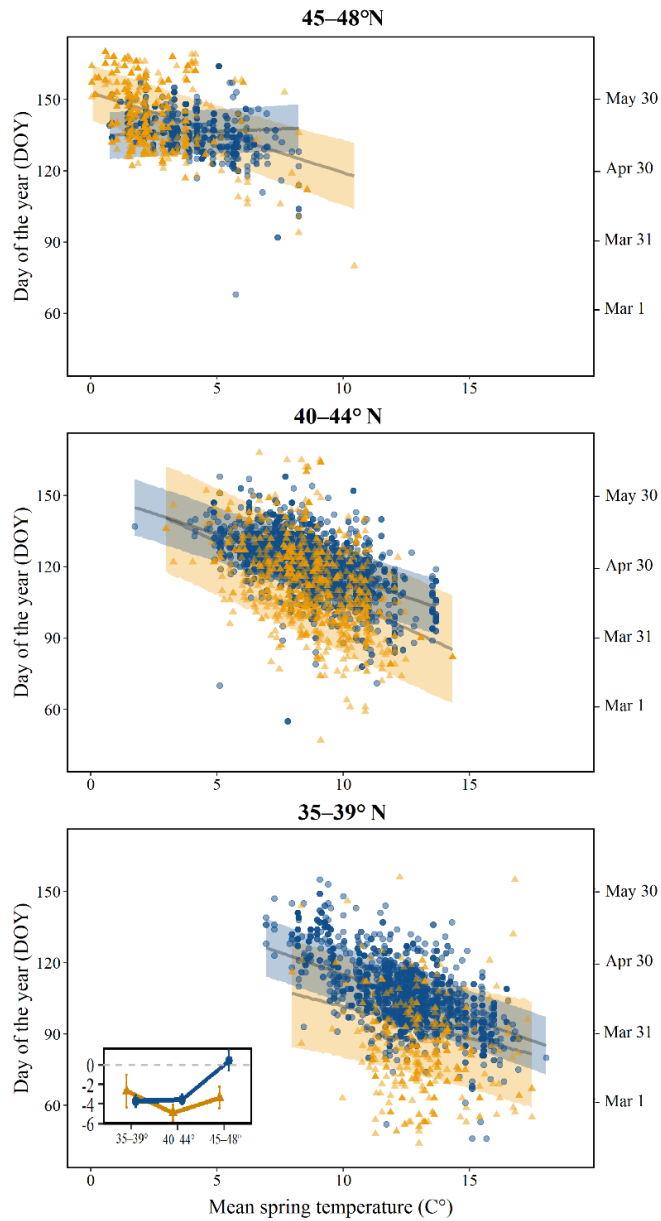 45–48°N
Day of the year (DOY)
150
120
90
60
May 30
Apr 30
Mar 31
Mar 1
0 5 10 15
40–44° N
Day of the year (DOY)
150
120
90
60
May 30
Apr 30
Mar 31
Mar 1
0 5 10 15
35–39° N
Day of the year (DOY)
150
120
90
60
May 30
Apr 30
Mar 31
Mar 1
0
-2
-4
-6
35–39° 40 44° 45–48°
0 5 10 15
Mean spring temperature (C°)